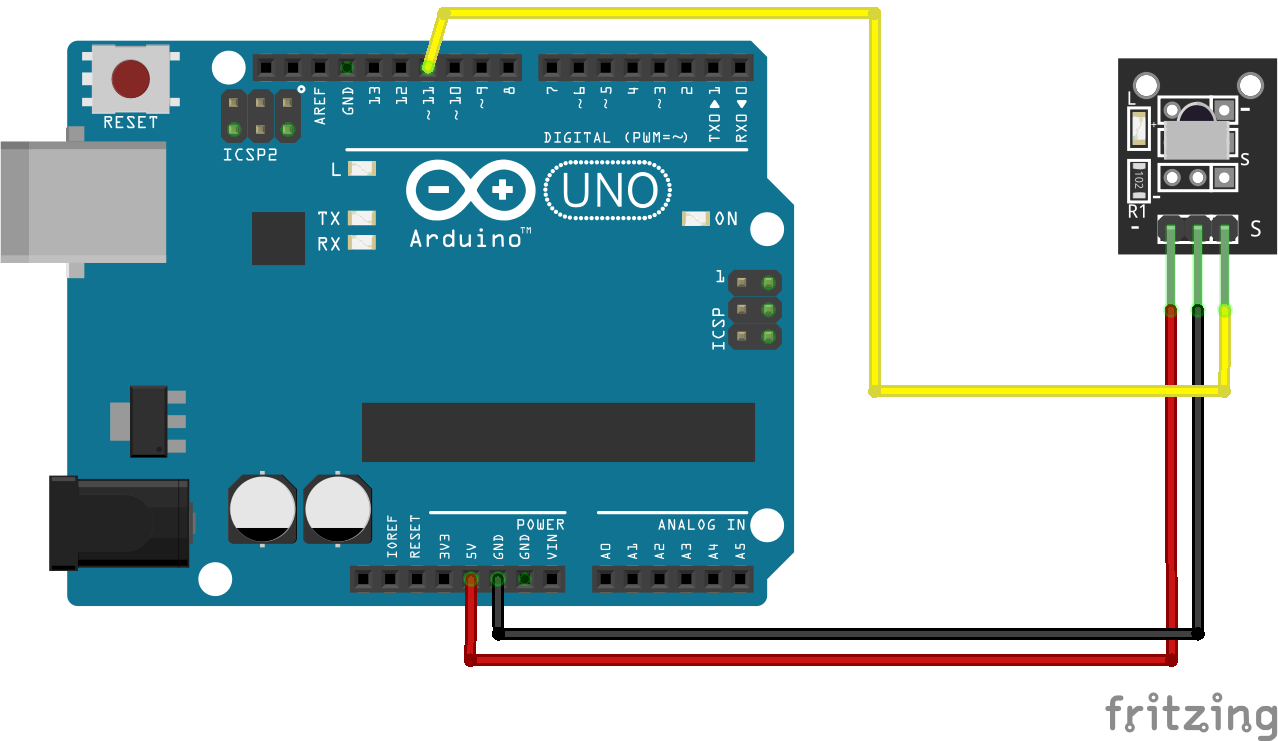 RESET
ICSP2
AREF
GND
13
12
~11
~10
~9
8
7
~6
~5
4
~3
2
TX0▶1
RX0◀0
DIGITAL (PWM=~)
L
TX
RX
UNO
Arduino™
ON
1
ICSP
L
+
-
S
102
R1
-
-
S
POWER
ANALOG IN
IOREF
RESET
3V3
5V
GND
GND
VIN
A0
A1
A2
A3
A4
A5
fritzing